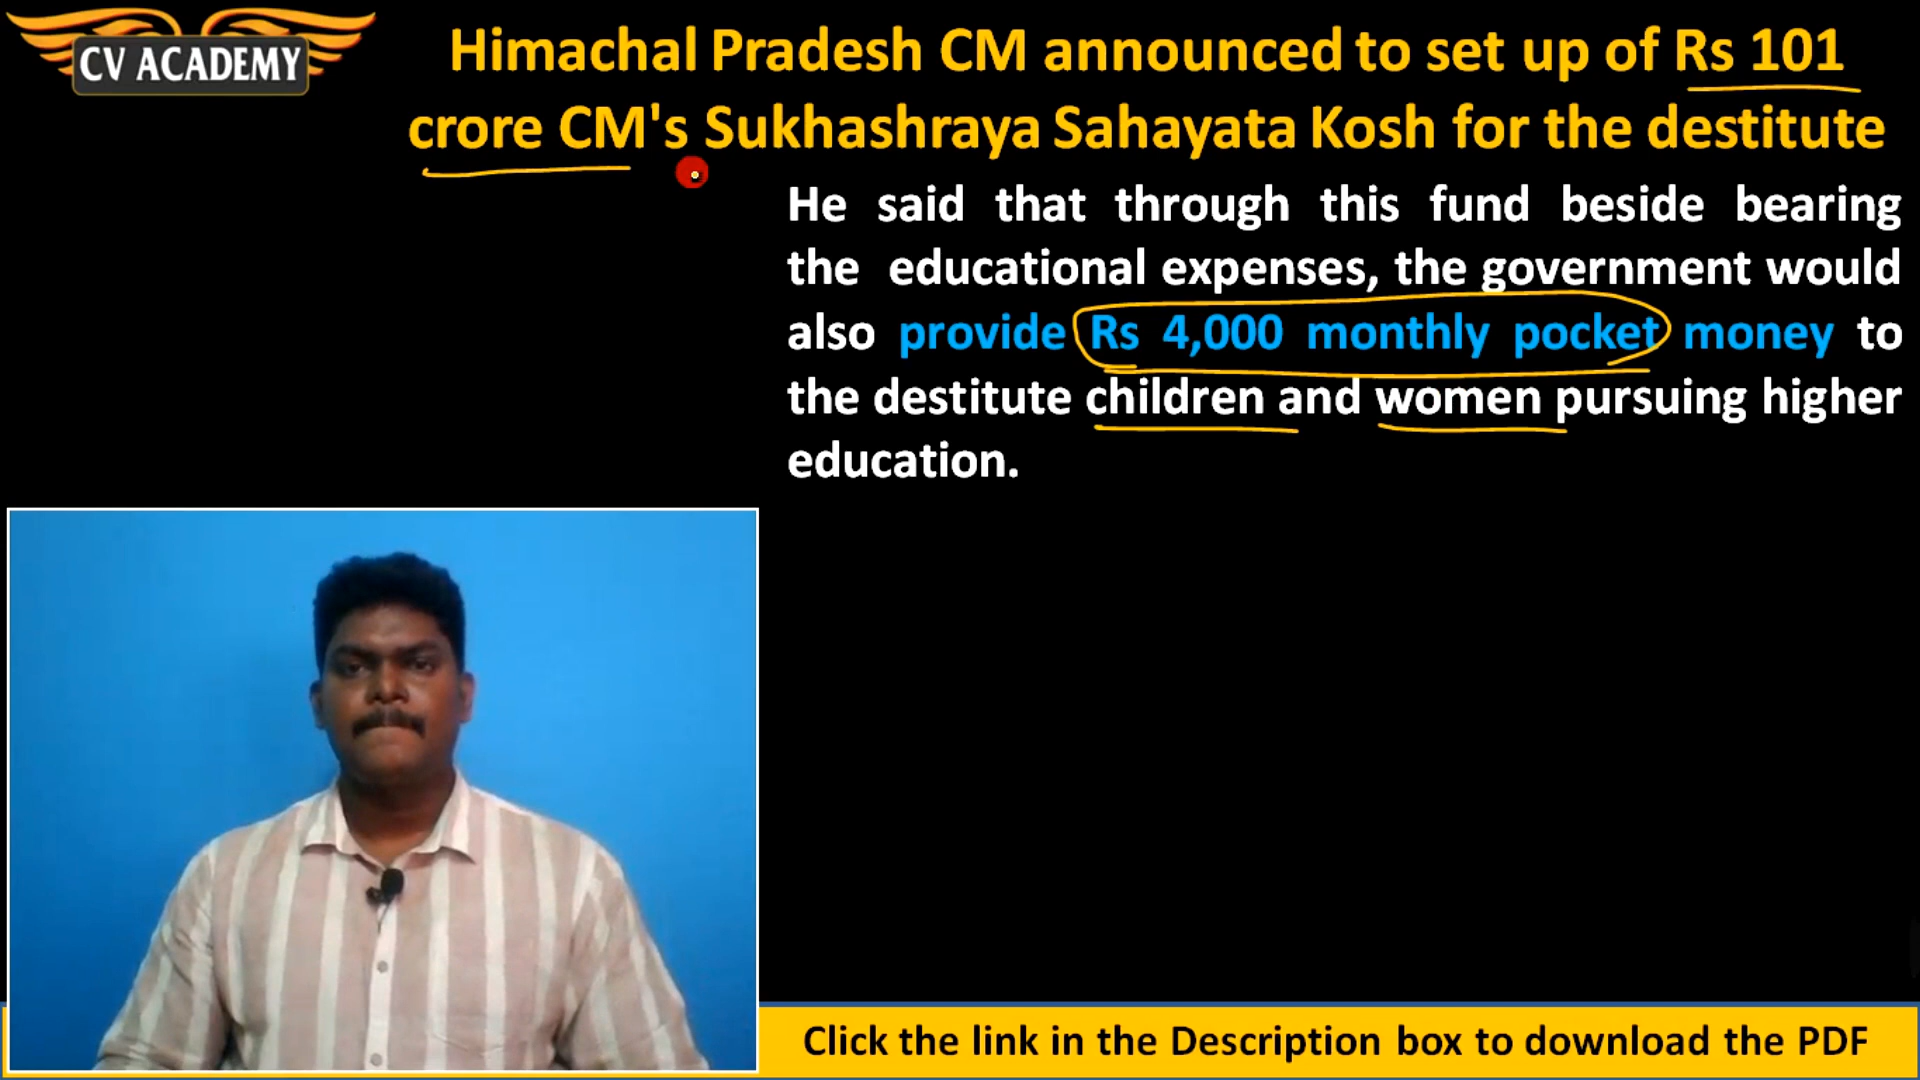 CV ACADEMY
Himachal Pradesh CM announced to set up of Rs 101
crore CM's Sukhashraya Sahayata Kosh for the destitute
He said that through this fund beside bearing
the educational expenses, the government would
also provide Rs 4,000 monthly pocket money to
the destitute children and women pursuing higher
education.
Click the link in the Description box to download the PDF